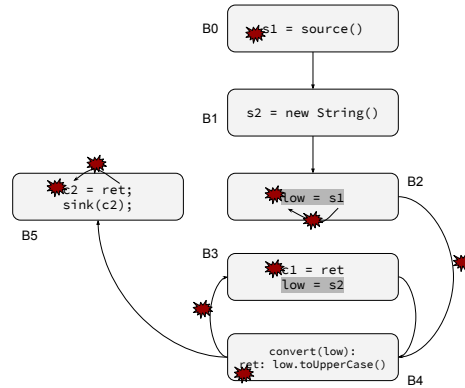 B0
s1 = source()
B1
s2 = new String()
B2
low = s1
c2 = ret;
sink(c2);
B5
B3
c1 = ret
low = s2
convert(low):
ret: low.toUpperCase()
B4